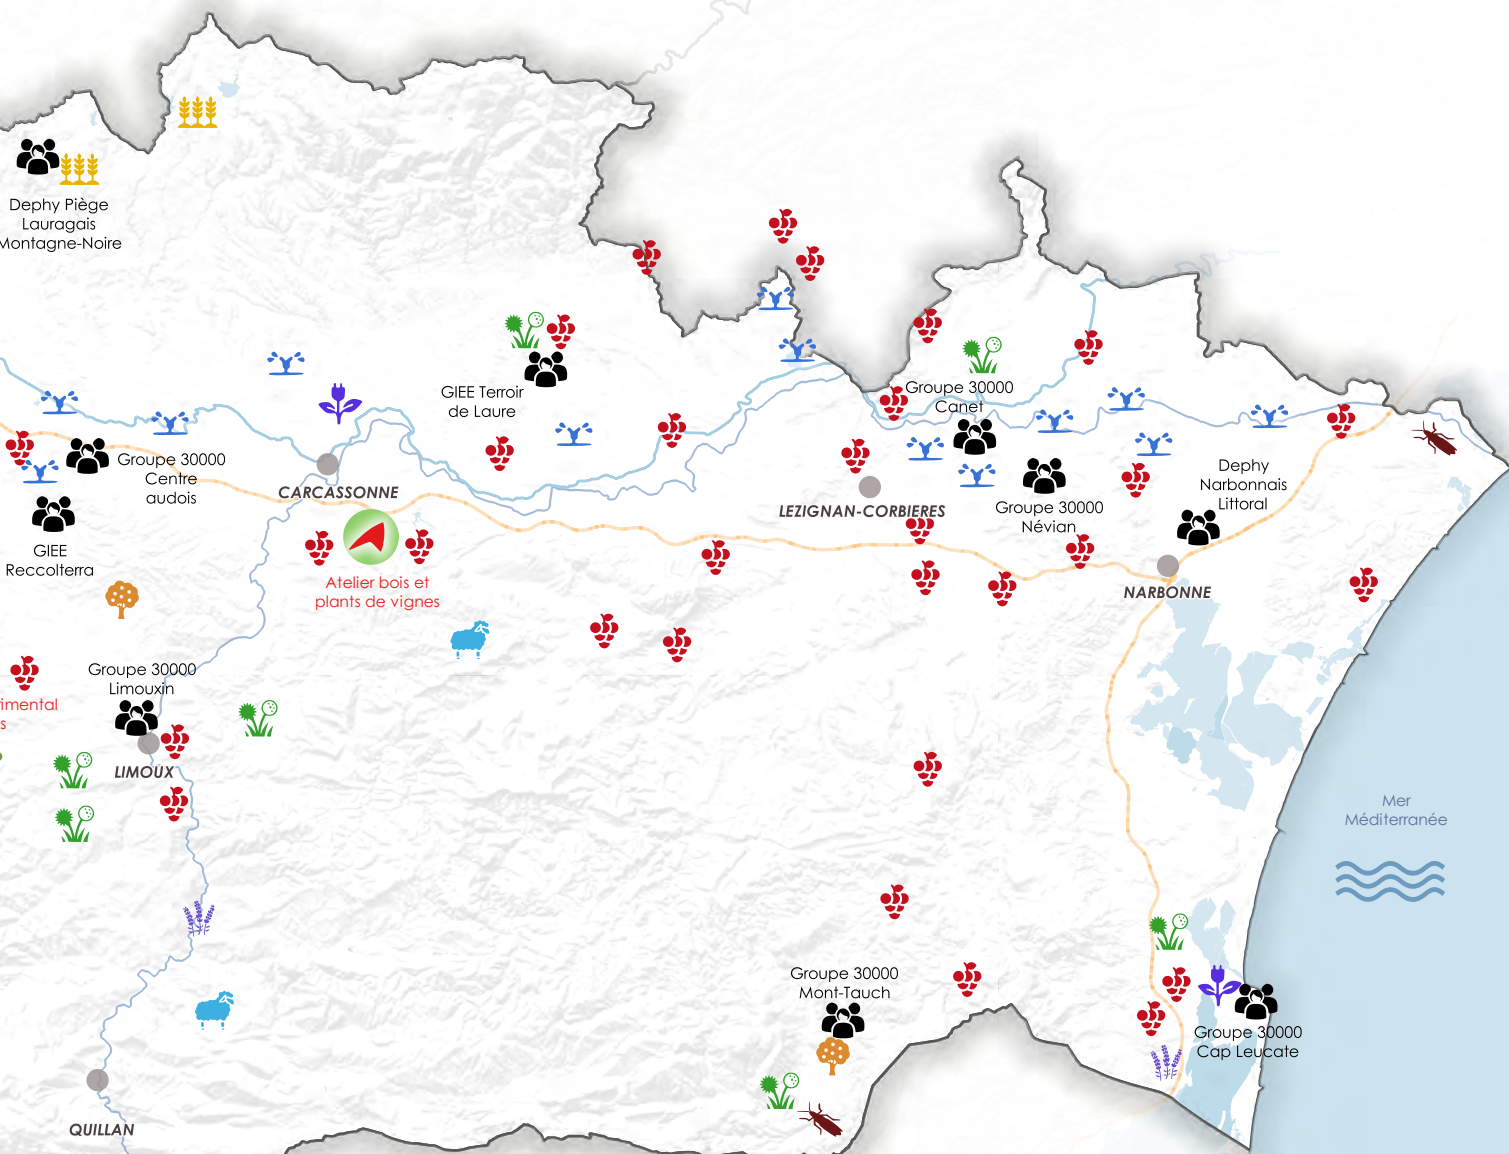 Dephy Piège
Lauragais
Montagne-Noire
GIEE Terroir
de Laure
Groupe 30000
Canet
Groupe 30000
Centre
audois
CARCASSONNE
LEZIGNAN-CORBIERES
Groupe 30000
Névian
Dephy
Narbonnais
Littoral
GIEE
Reccolterra
Atelier bois et
plants de vignes
NARBONNE
Groupe 30000
Limouxin
LIMOUX
Mer
Méditerranée
Groupe 30000
Mont-Tauch
Groupe 30000
Cap Leucate
QUILLAN